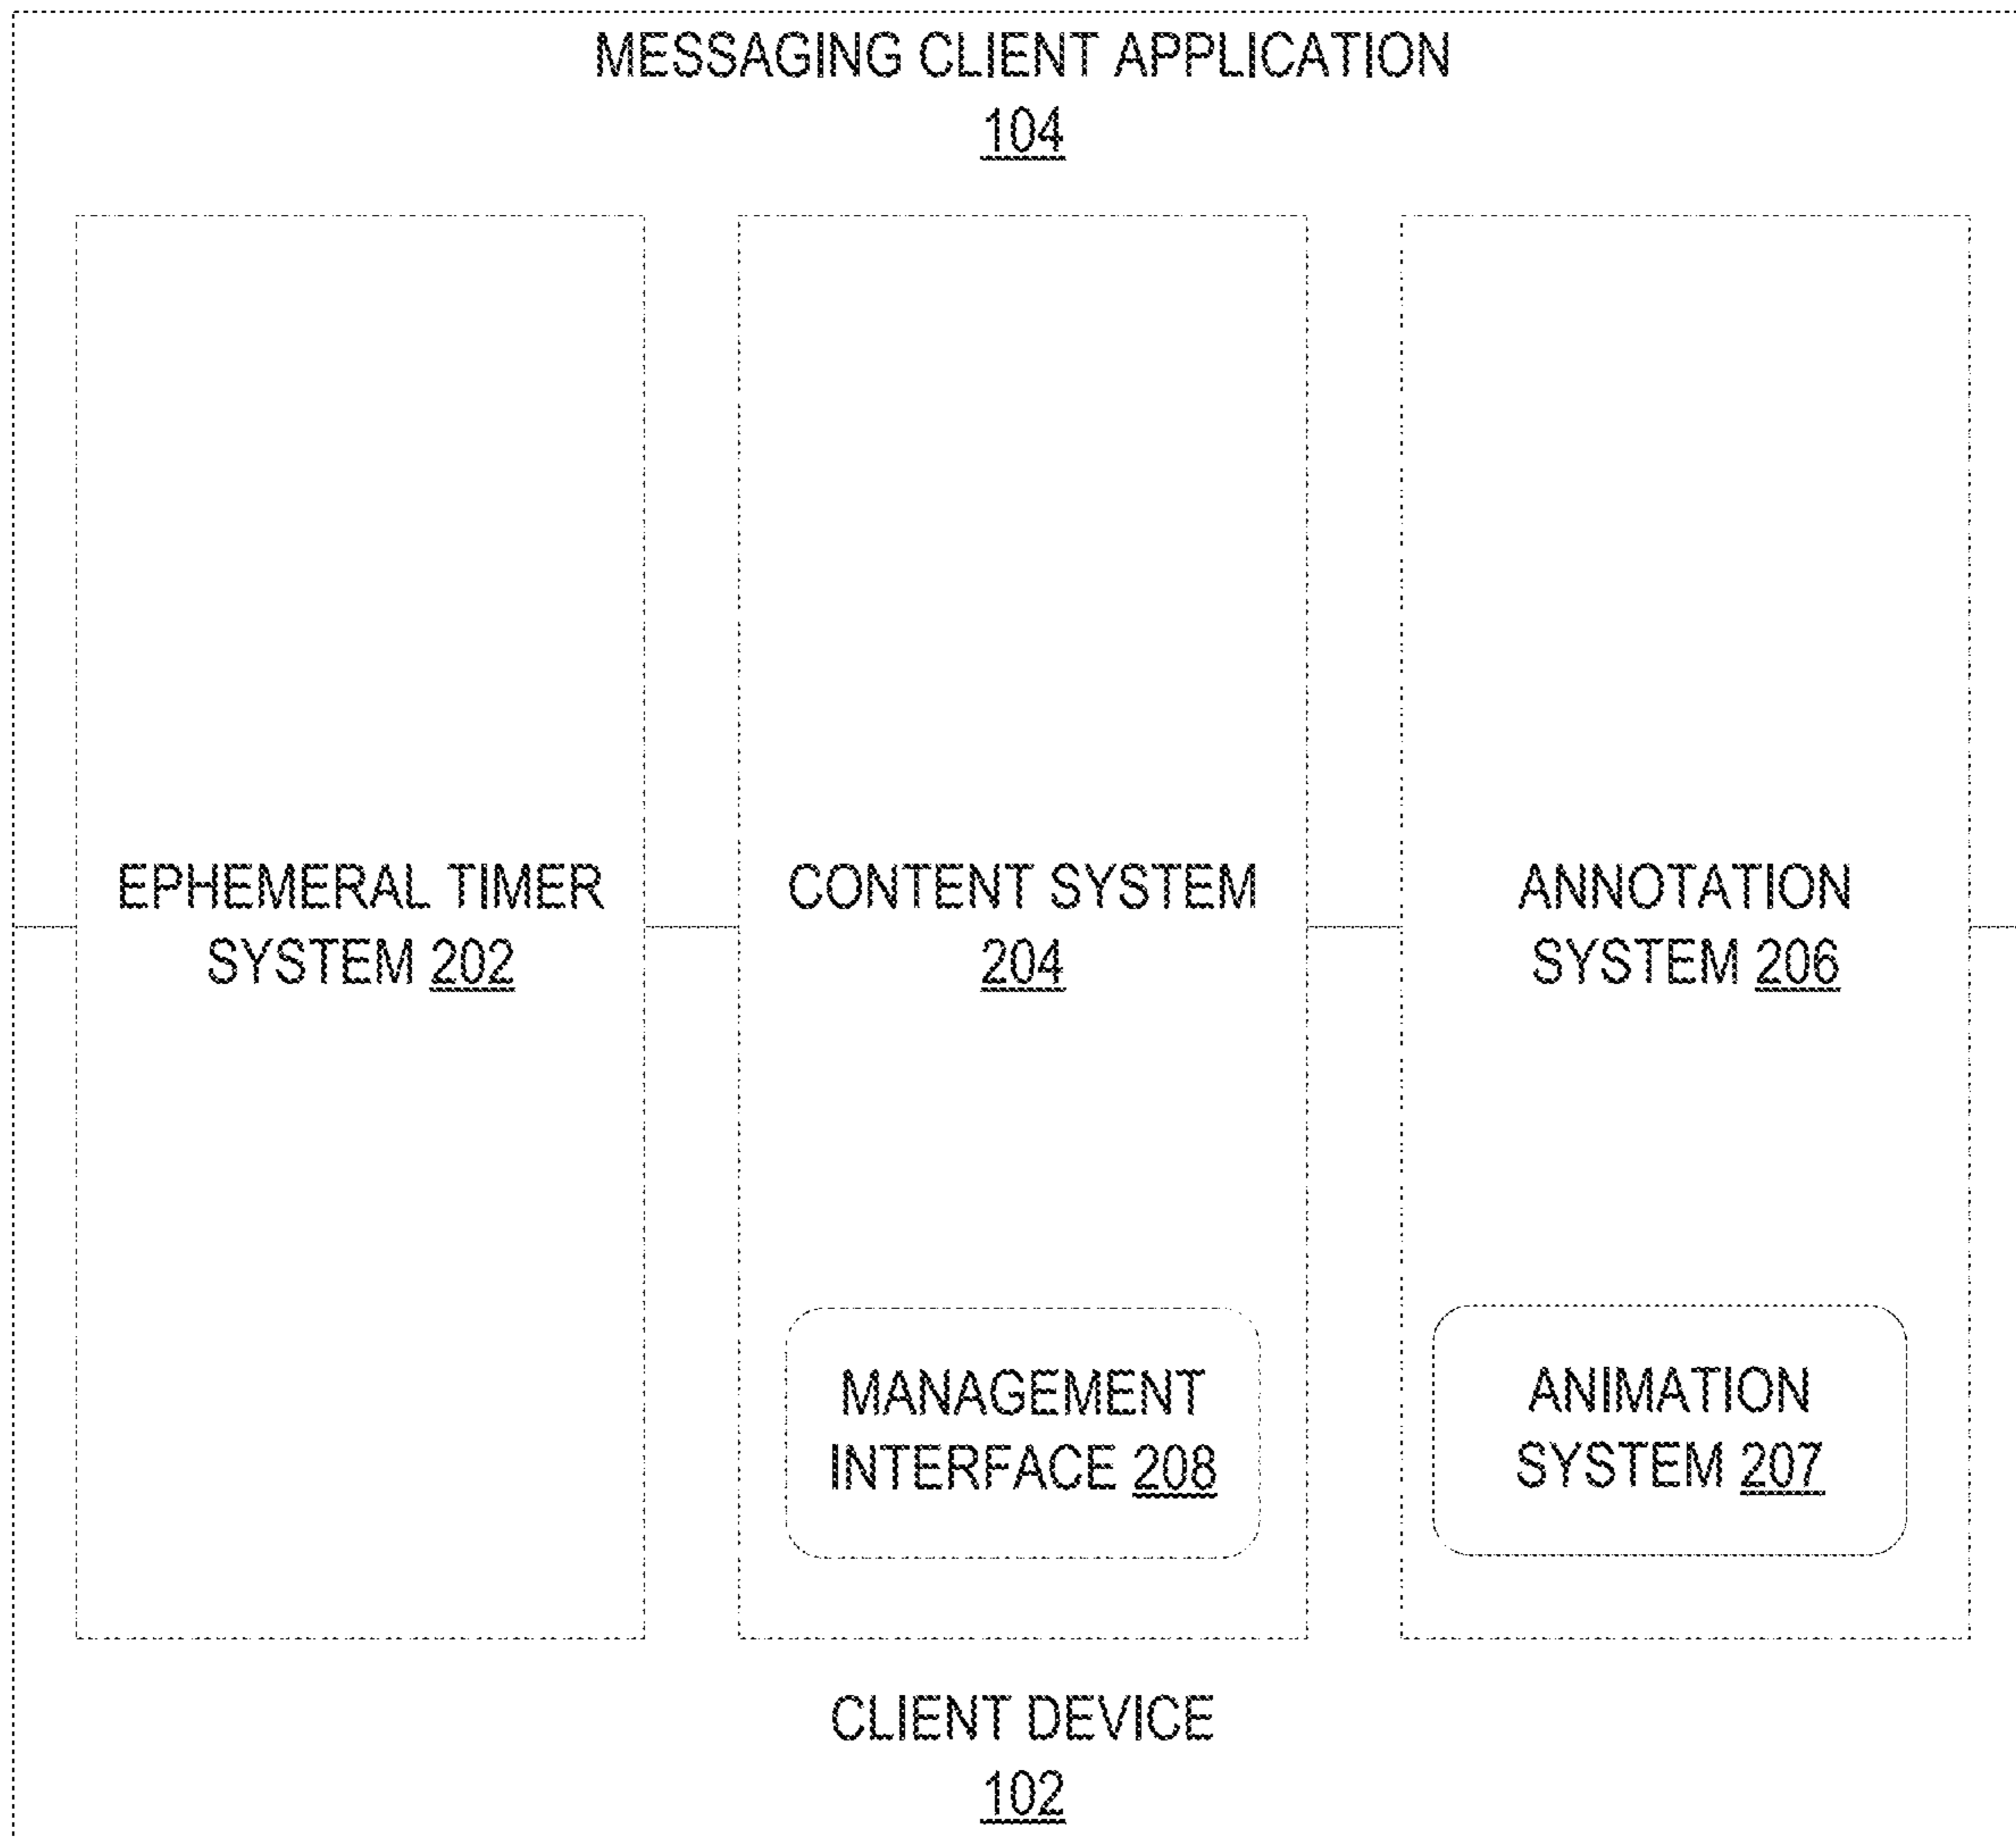 MESSAGING CLIENT APPLICATION
104
EPHEMERAL TIMER
SYSTEM 202
CONTENT SYSTEM
204
MANAGEMENT
INTERFACE 208
ANNOTATION
SYSTEM 206
ANIMATION
SYSTEM 207
CLIENT DEVICE
102